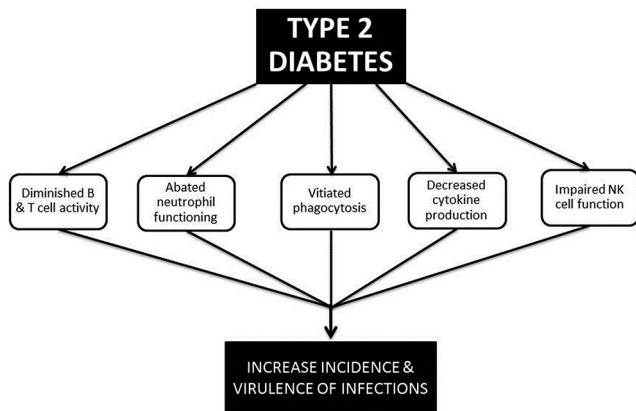 TYPE 2
DIABETES
Diminished B
& T cell activity
Abated
neutrophil
functioning
Vitiated
phagocytosis
Decreased
cytokine
production
Impaired NK
cell function
INCREASE INCIDENCE &
VIRULENCE OF INFECTIONS